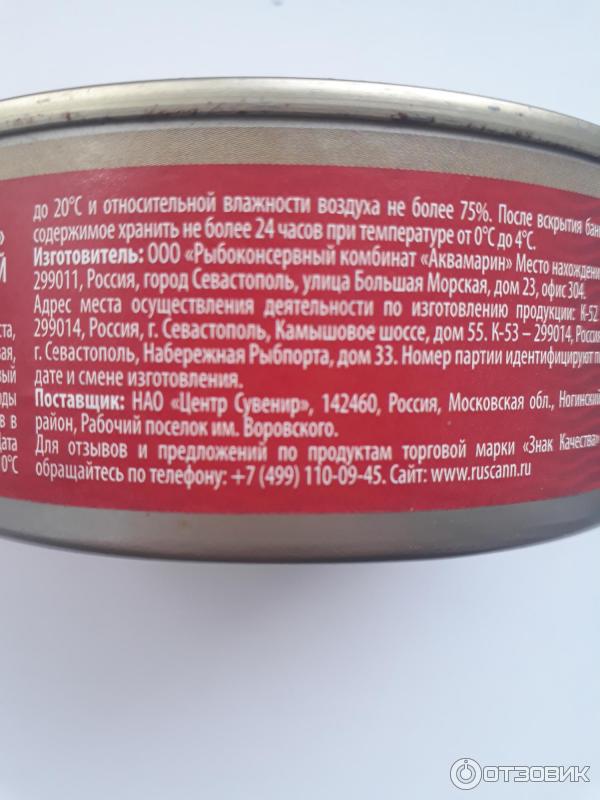 до 20°С и относительной влажности воздуха не более 75%. После вскрытия
содержимое хранить не более 24 часов при температуре от 0°С до 4°С.
Изготовитель: ООО «Рыбоконсервный комбинат «Аквамарин» Место
299011, Россия, город Севастополь, улица Большая Морская, дом 23, офис 304.
Адрес места осуществления деятельности по изготовлению продукции: К-52
299014, Россия, г. Севастополь, Камышовое шоссе, дом 55. К-53 – 299014,
г. Севастополь, Набережная Рыбпорта, дом 33. Номер партии идентифицируют
дате и смене изготовления.
Поставщик: НАО «Центр Сувенир», 142460, Россия, Московская обл., Ногинский
район, Рабочий поселок им. Воровского.
Для отзывов и предложений по продуктам торговой марки «Знак Качества»
обращайтесь по телефону: +7 (499) 110-09-45. Сайт: www.ruscann.ru
ОТЗОВИК